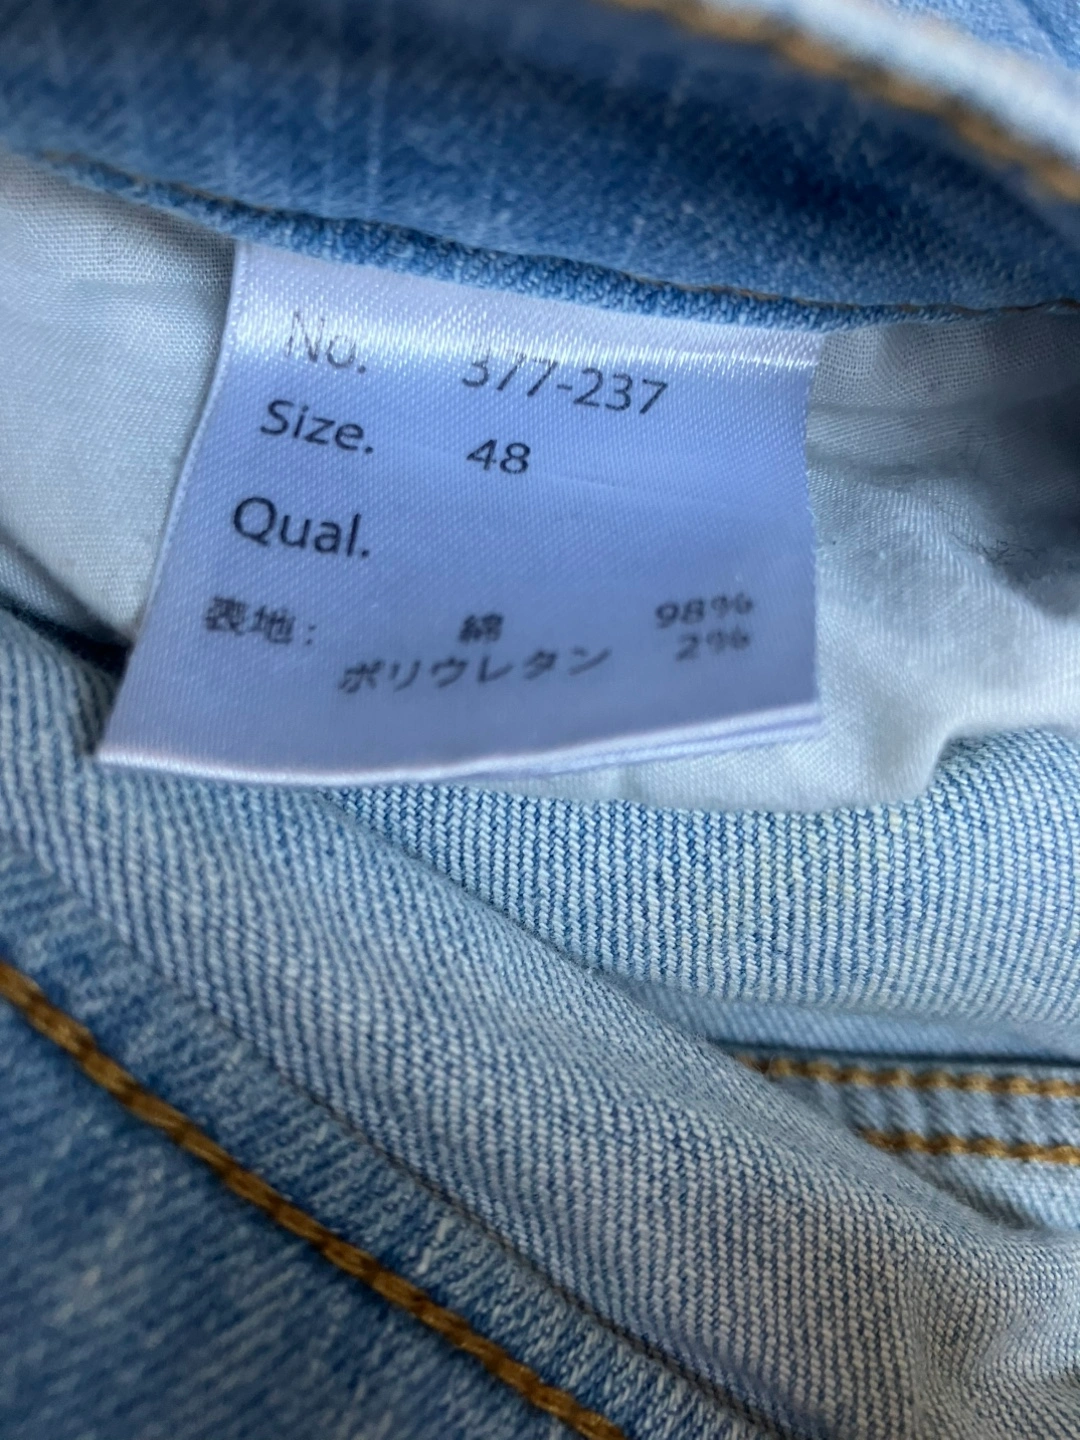 No. 377-237
Size. 48
Qual.
表地: 綿 98%
ポリウレタン 2%